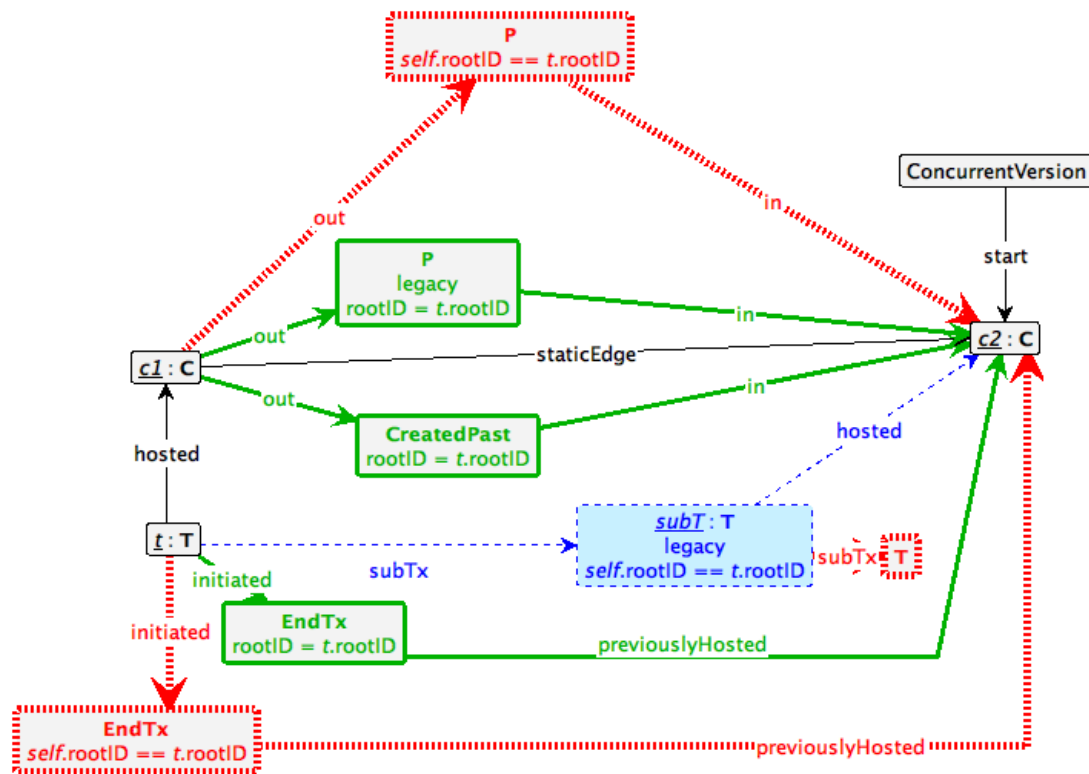 P
self.rootID == t.rootID
ConcurrentVersion
out
in
start
P
legacy
rootID = t.rootID
out
in
staticEdge
c1 : C
c2 : C
out
in
CreatedPast
rootID = t.rootID
hosted
hosted
t : T
subT : T
legacy
self.rootID == t.rootID
subTx
subTx
T
initiated
EndTx
rootID = t.rootID
previouslyHosted
initiated
EndTx
self.rootID == t.rootID
previouslyHosted